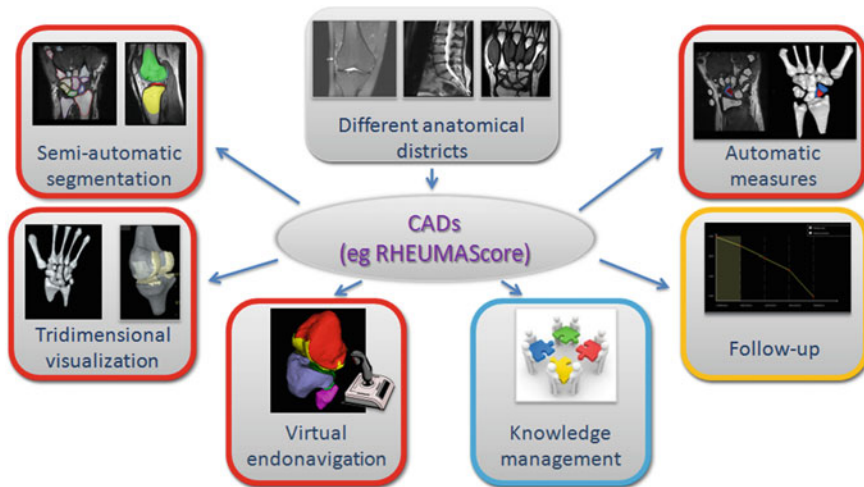 Different anatomical
districts
Semi-automatic
segmentation
Automatic
measures
CADs
(eg RHEUMAScore)
Tridimensional
visualization
Follow-up
Virtual
endonavigation
Knowledge
management